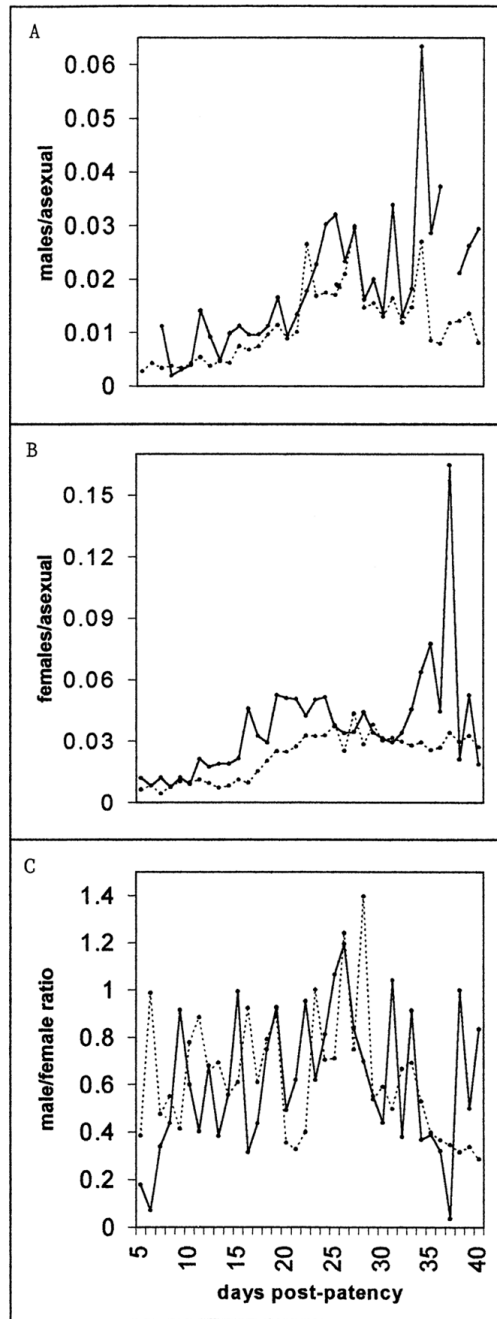 A
0.06
0.05
0.04
0.03
0.02
0.01
0
males/asexual
B
0.15
0.12
0.09
0.06
0.03
0
females/asexual
C
1.4
1.2
1
0.8
0.6
0.4
0.2
0
male/female ratio
5 10 15 20 25 30 35 40
days post-patency